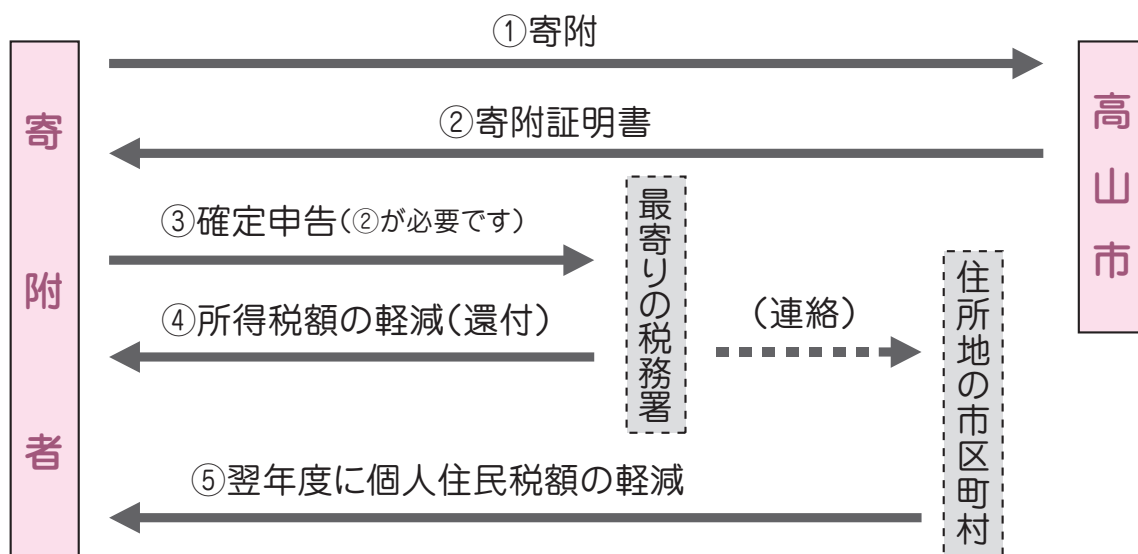 ①寄附
寄附者
高山市
②寄附証明書
③確定申告(②が必要です)
最寄りの税務署
住所地の市区町村
④所得税額の軽減(還付)
(連絡)
⑤翌年度に個人住民税額の軽減